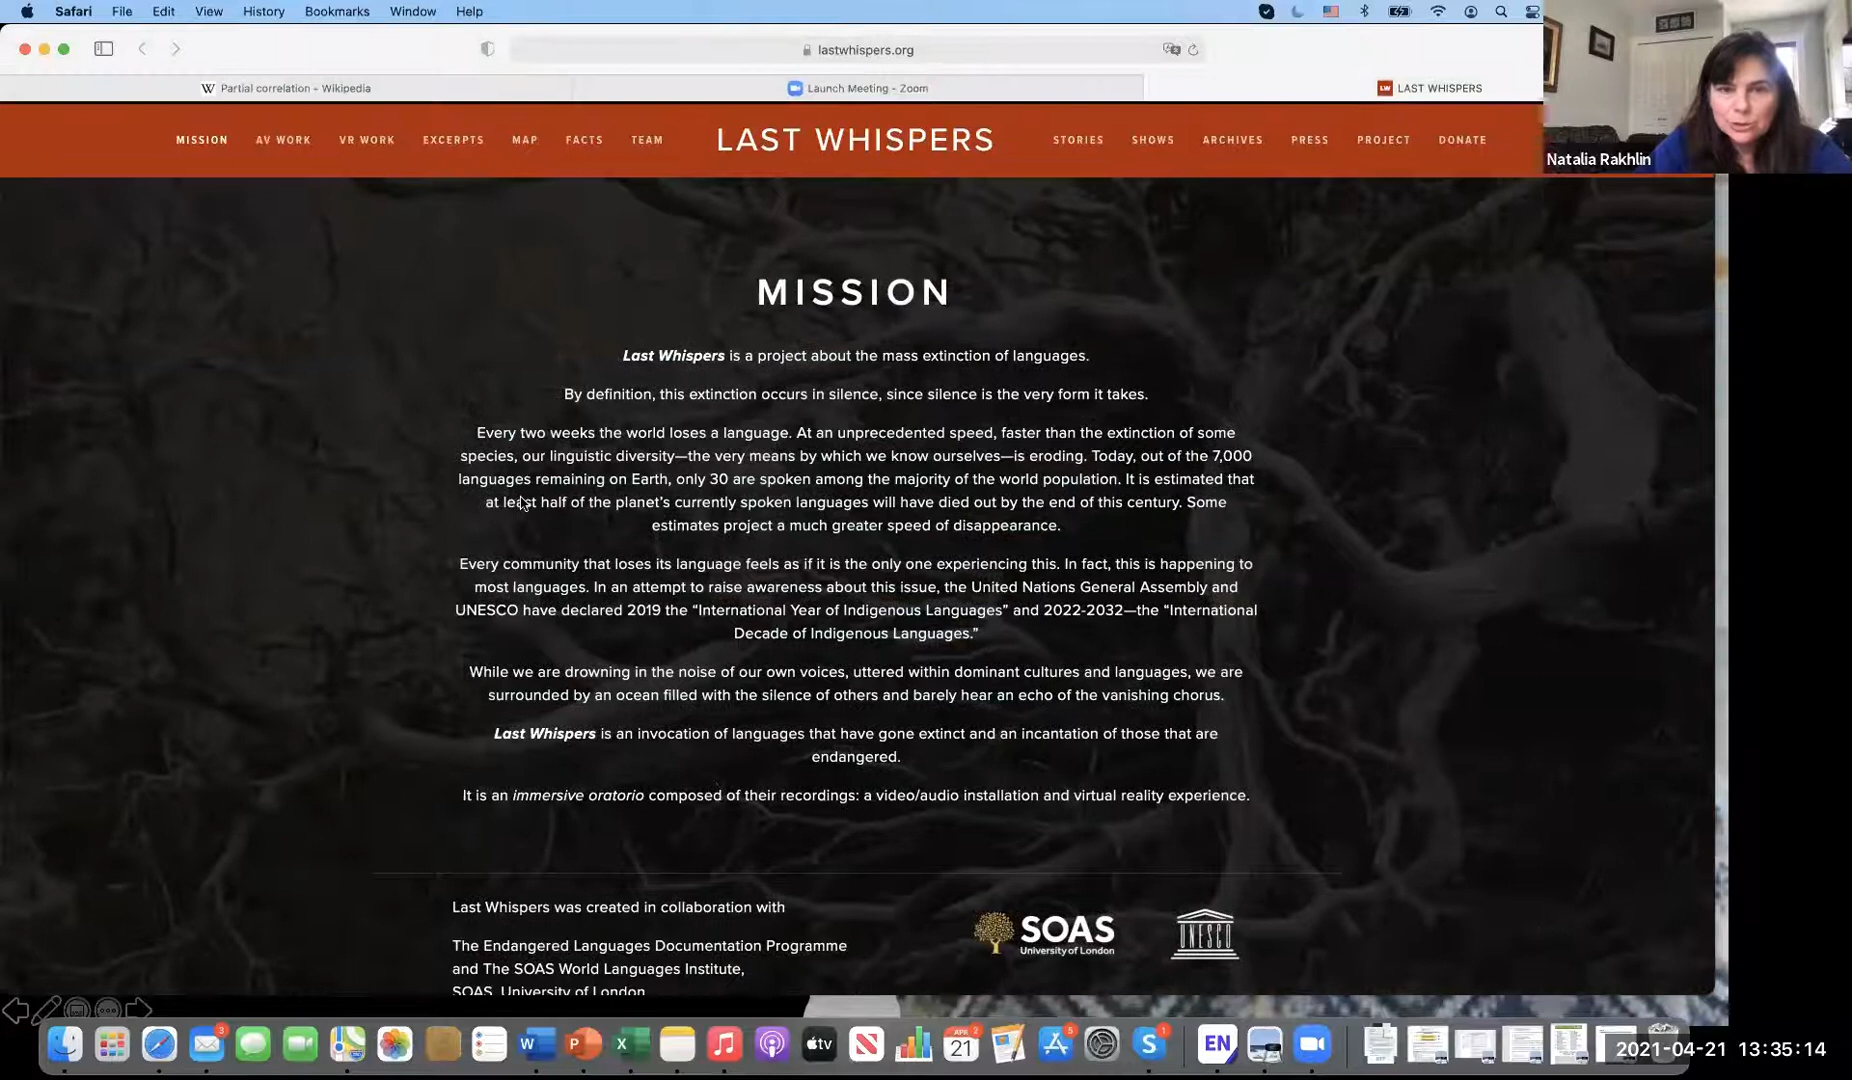 Safari File Edit View History Bookmarks Window Help
lastwhispers.org
W Partial correlation – Wikipedia
Launch Meeting - Zoom
LW LAST WHISPERS
MISSION AV WORK VR WORK EXCERPTS MAP FACTS TEAM
LAST WHISPERS
STORIES SHOWS ARCHIVES PRESS PROJECT DONATE
Natalia Rakhlin
MISSION
Last Whispers is a project about the mass extinction of languages.
By definition, this extinction occurs in silence, since silence is the very form it takes.
Every two weeks the world loses a language. At an unprecedented speed, faster than the extinction of some
species, our linguistic diversity—the very means by which we know ourselves—is eroding. Today, out of the 7,000
languages remaining on Earth, only 30 are spoken among the majority of the world population. It is estimated that
at least half of the planet's currently spoken languages will have died out by the end of this century. Some
estimates project a much greater speed of disappearance.
Every community that loses its language feels as if it is the only one experiencing this. In fact, this is happening to
most languages. In an attempt to raise awareness about this issue, the United Nations General Assembly and
UNESCO have declared 2019 the “International Year of Indigenous Languages” and 2022-2032—the “International
Decade of Indigenous Languages.”
While we are drowning in the noise of our own voices, uttered within dominant cultures and languages, we are
surrounded by an ocean filled with the silence of others and barely hear an echo of the vanishing chorus.
Last Whispers is an invocation of languages that have gone extinct and an incantation of those that are
endangered.
It is an immersive oratorio composed of their recordings: a video/audio installation and virtual reality experience.
Last Whispers was created in collaboration with
The Endangered Languages Documentation Programme
and The SOAS World Languages Institute,
SOAS, University of London
SOAS
University of London
UNESCO
3
W
P
X
tv
APR 2
21
5
S 1
EN
2021-04-21 13:35:14